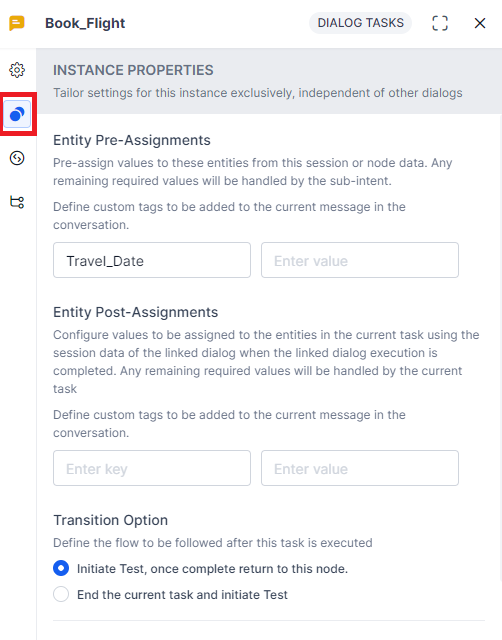 Book_Flight
DIALOG TASKS
INSTANCE PROPERTIES
Tailor settings for this instance exclusively, independent of other dialogs
Entity Pre-Assignments
Pre-assign values to these entities from this session or node data. Any
remaining required values will be handled by the sub-intent.
Define custom tags to be added to the current message in the
conversation.
Travel_Date
Enter value
Entity Post-Assignments
Configure values to be assigned to the entities in the current task using the
session data of the linked dialog when the linked dialog execution is
completed. Any remaining required values will be handled by the current
task
Define custom tags to be added to the current message in the
conversation.
Enter key
Enter value
Transition Option
Define the flow to be followed after this task is executed
Initiate Test, once complete return to this node.
End the current task and initiate Test